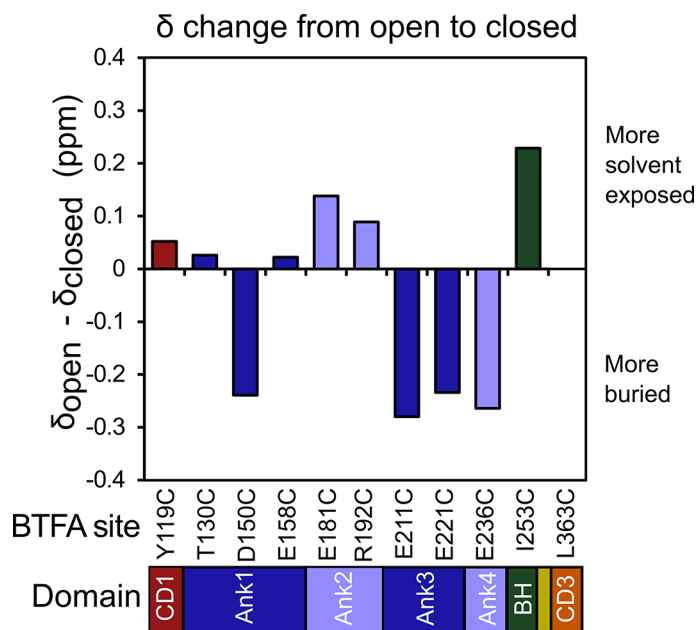 δ change from open to closed
δopen - δclosed (ppm)
0.4
0.3
0.2
0.1
0
-0.1
-0.2
-0.3
-0.4
More
solvent
exposed
More
buried
BTFA site
Y119C
T130C
D150C
E158C
E181C
R192C
E211C
E221C
E236C
I253C
L363C
Domain
CD1
Ank1
Ank2
Ank3
Ank4
BH
CD3